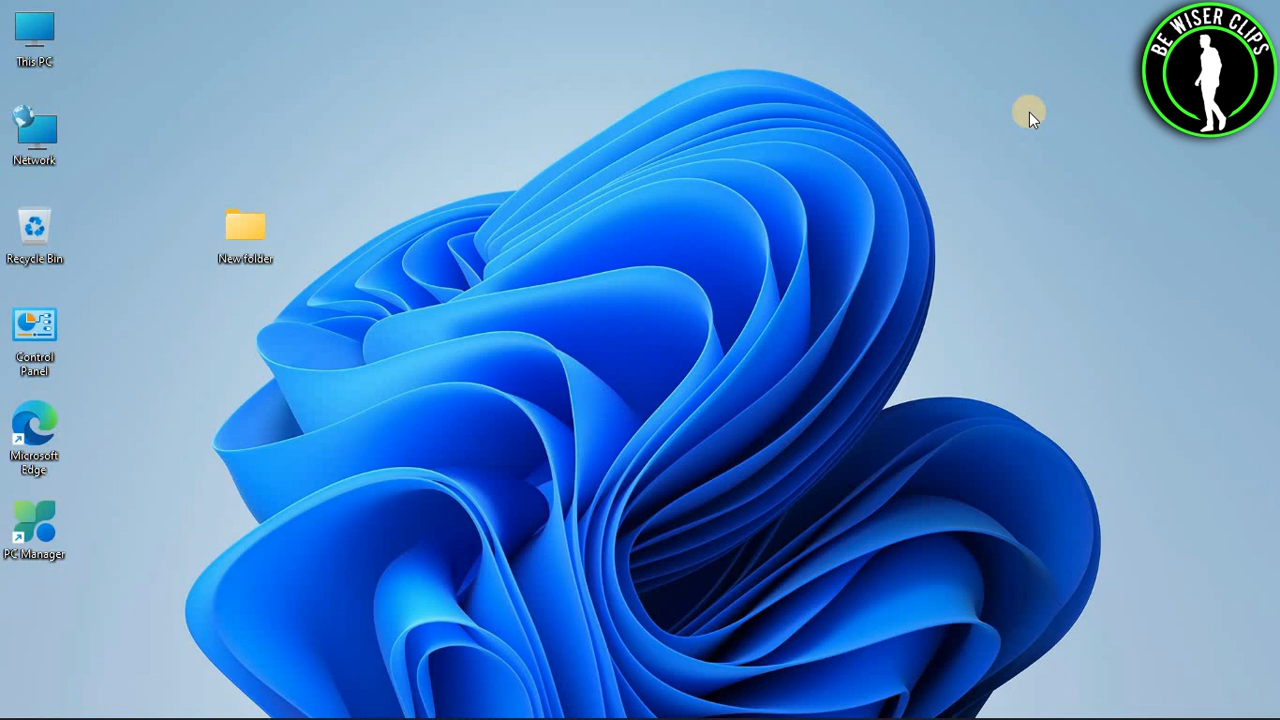 This PC
Network
Recycle Bin
New folder
Control
Panel
Microsoft
Edge
PC Manager
BE WISER CLIPS